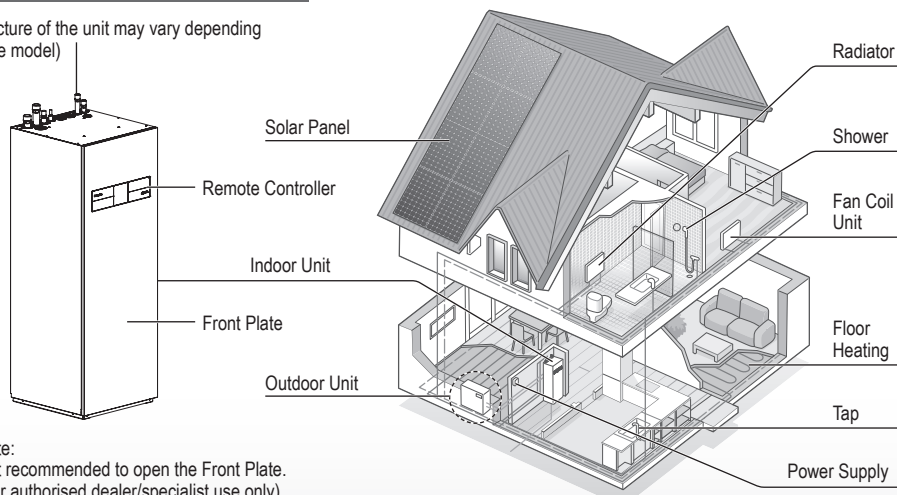 cture of the unit may vary depending
e model)
Solar Panel
Remote Controller
Indoor Unit
Front Plate
Outdoor Unit
Radiator
Shower
Fan Coil
Unit
Floor
Heating
Tap
Power Supply
te:
t recommended to open the Front Plate.
r authorised dealer/specialist use only)